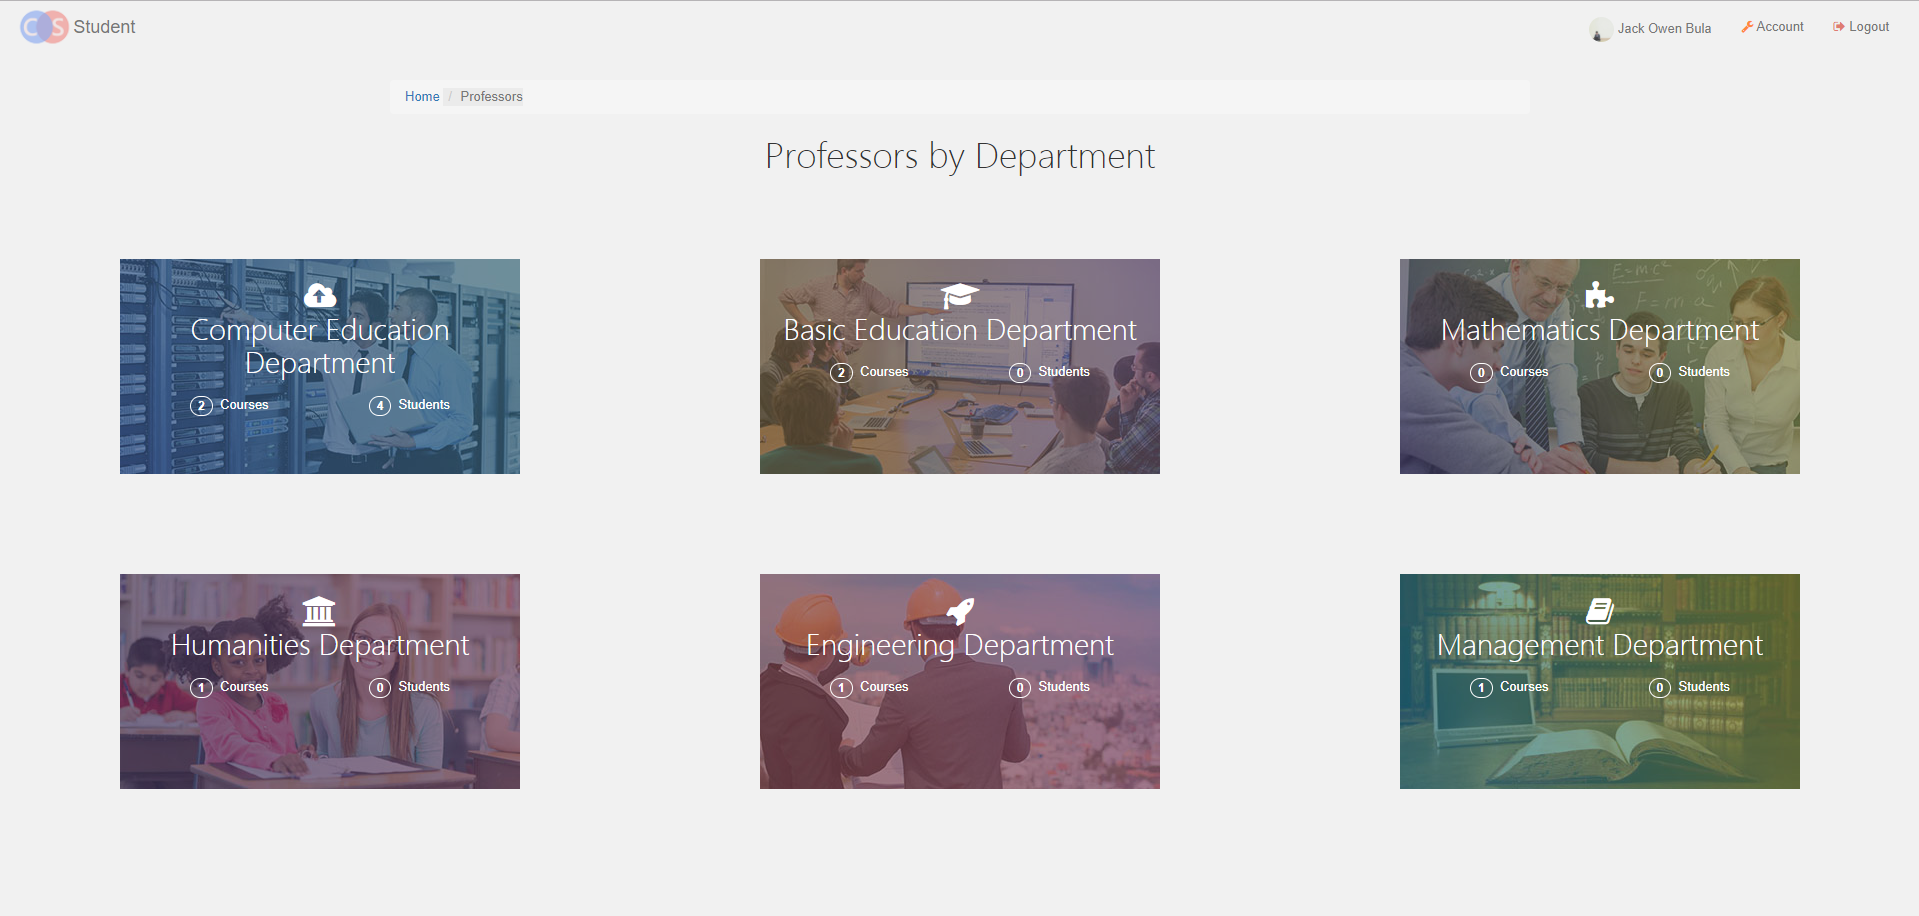 CS Student
Jack Owen Bula
Account
Logout
Home / Professors
Professors by Department
Computer Education
Department
2 Courses
4 Students
Basic Education Department
2 Courses
0 Students
Mathematics Department
0 Courses
0 Students
E=mc²
F=ma
Humanities Department
1 Courses
0 Students
Engineering Department
1 Courses
0 Students
Management Department
1 Courses
0 Students